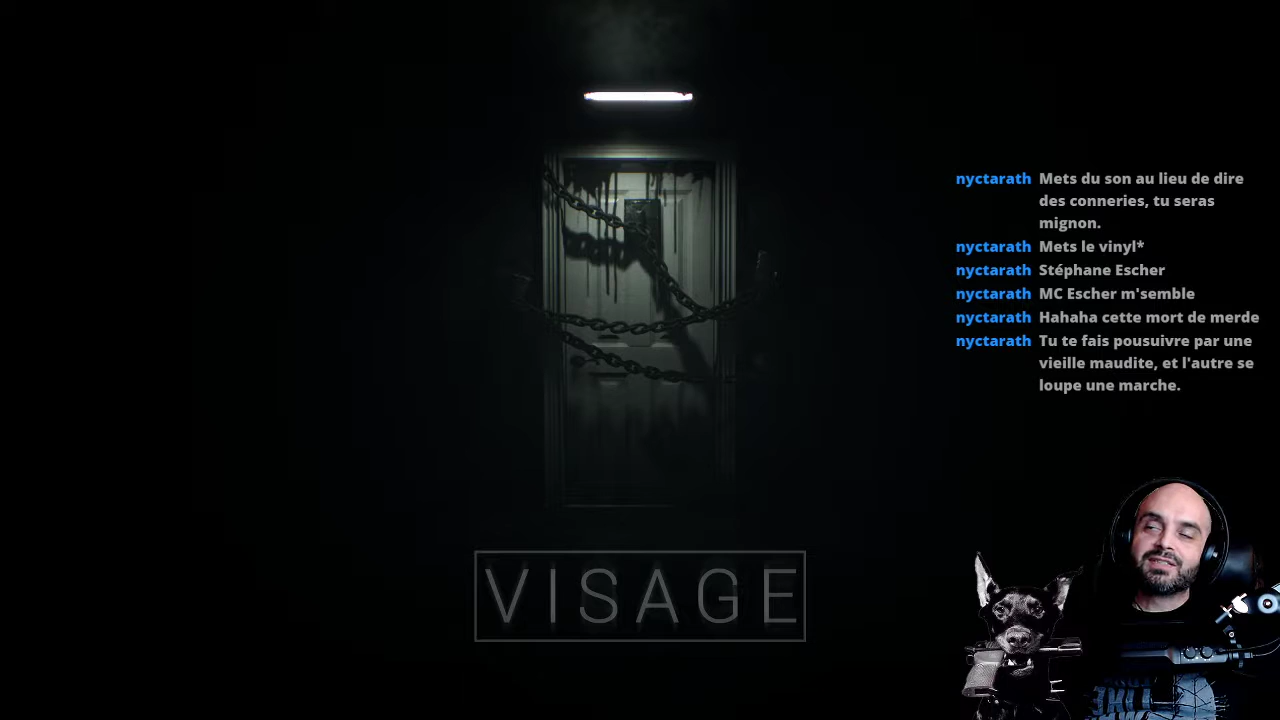 nyctarath Mets du son au lieu de dire
des conneries, tu seras
mignon.
nyctarath Mets le vinyl*
nyctarath Stéphane Escher
nyctarath MC Escher m'semble
nyctarath Hahaha cette mort de merde
nyctarath Tu te fais pousuivre par une
vieille maudite, et l'autre se
loupe une marche.
VISAGE